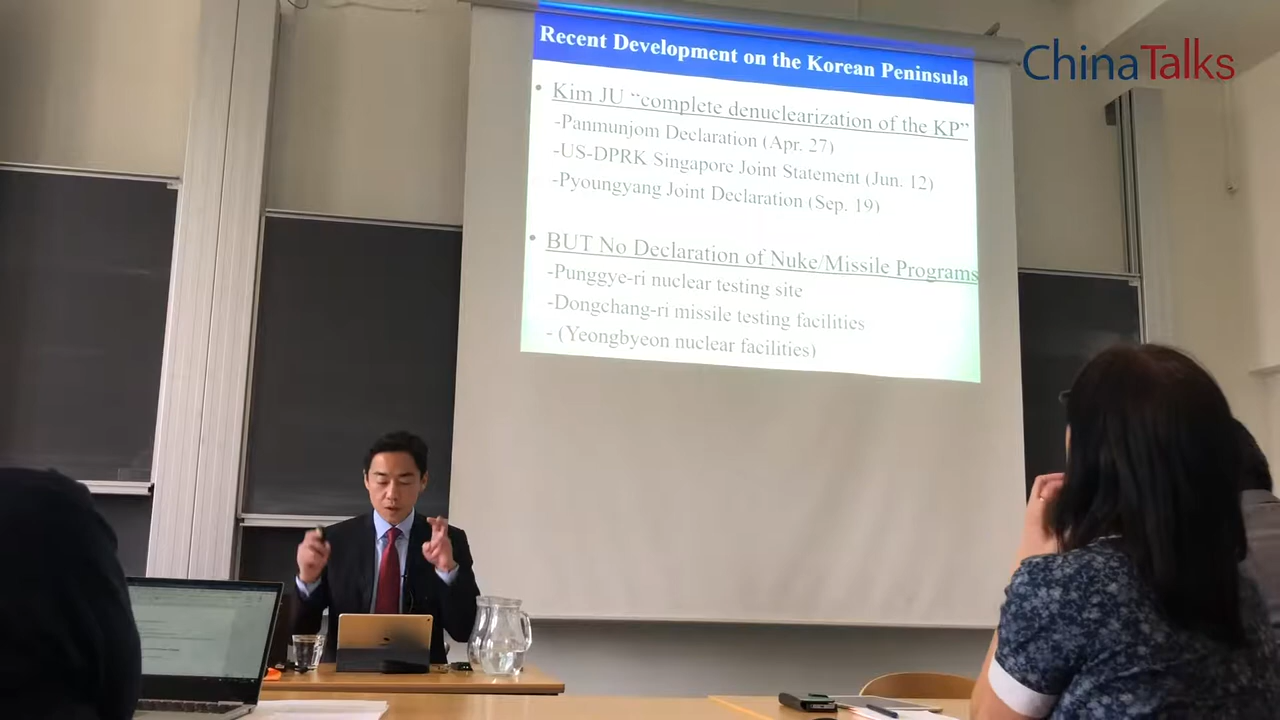 Recent Development on the Korean Peninsula
ChinaTalks
• Kim JU “complete denuclearization of the KP”
-Panmunjom Declaration (Apr. 27)
-US-DPRK Singapore Joint Statement (Jun. 12)
-Pyoungyang Joint Declaration (Sep. 19)
• BUT No Declaration of Nuke/Missile Programs
-Punggye-ri nuclear testing site
-Dongchang-ri missile testing facilities
- (Yeongbyeon nuclear facilities)